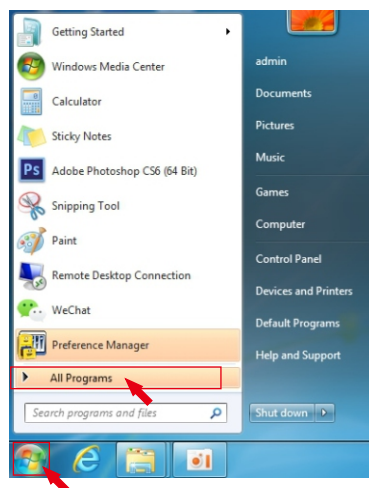 Getting Started
Windows Media Center
Calculator
Sticky Notes
Ps Adobe Photoshop CS6 (64 Bit)
Snipping Tool
Paint
Remote Desktop Connection
WeChat
Preference Manager
All Programs
Search programs and files
admin
Documents
Pictures
Music
Games
Computer
Control Panel
Devices and Printers
Default Programs
Help and Support
Shut down